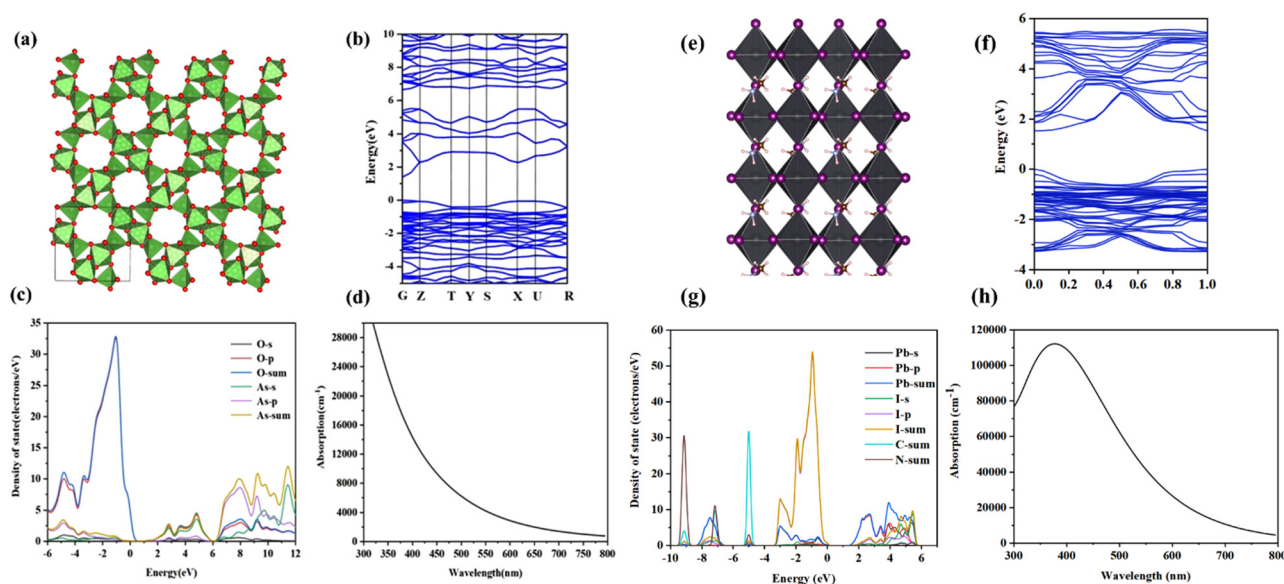 (a)
(b)
Energy(eV)
10
8
6
4
2
0
-2
-4
G Z T Y S X U R
(c)
Density of state(electrons/eV)
35
30
25
20
15
10
5
0
O-s
O-p
O-sum
As-s
As-p
As-sum
-6 -4 -2 0 2 4 6 8 10 12
Energy(eV)
(d)
Absorption(cm-1)
28000
24000
20000
16000
12000
8000
4000
0
300 350 400 450 500 550 600 650 700 750 800
Wavelength(nm)
(e)
(f)
Energy (eV)
6
4
2
0
-2
-4
0.0 0.2 0.4 0.6 0.8 1.0
(g)
Density of state (electrons/eV)
60
50
40
30
20
10
0
Pb-s
Pb-p
Pb-sum
I-s
I-p
I-sum
C-sum
N-sum
-10 -8 -6 -4 -2 0 2 4 6
Energy (eV)
(h)
Absorption (cm-1)
120000
100000
80000
60000
40000
20000
0
300 400 500 600 700 800
Wavelength (nm)